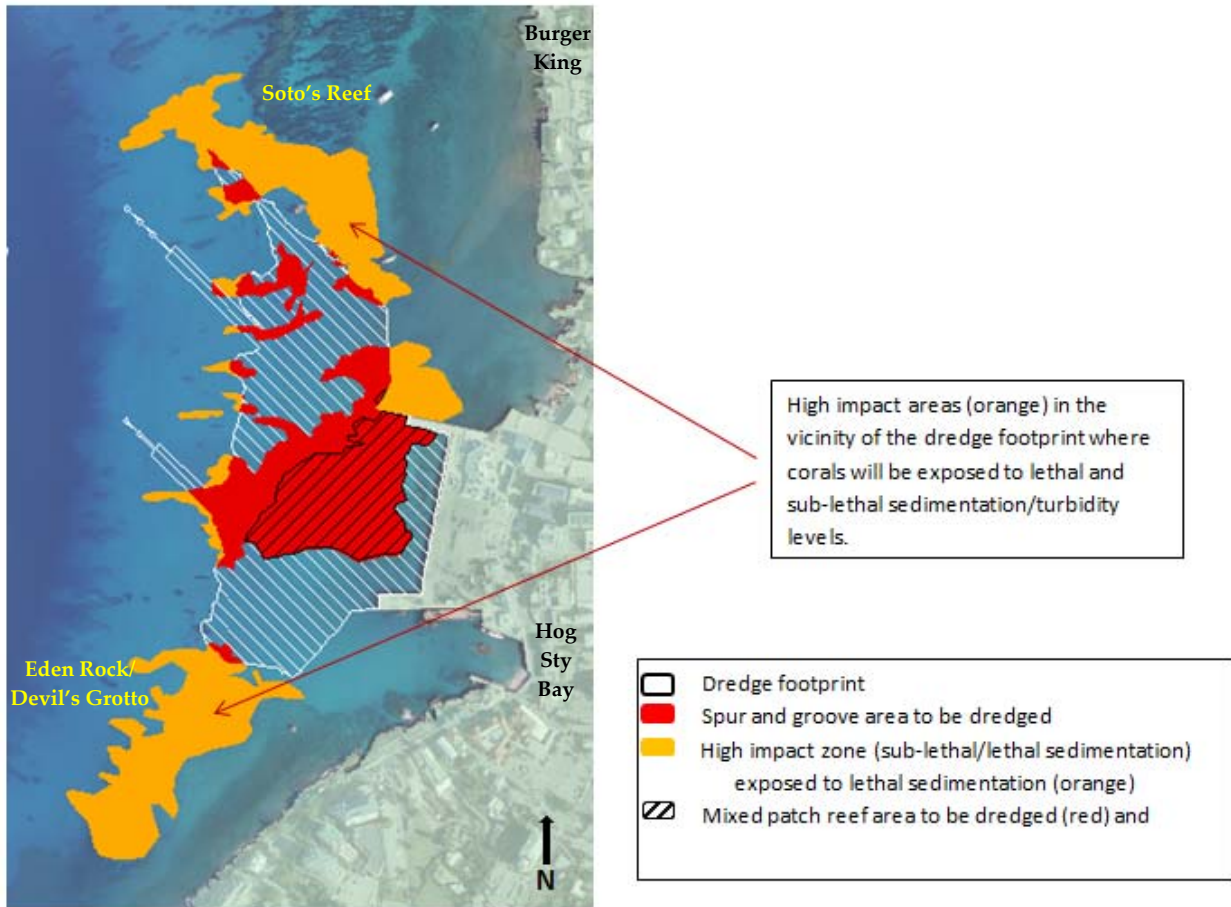 Burger
King
Soto's Reef
High impact areas (orange) in the
vicinity of the dredge footprint where
corals will be exposed to lethal and
sub-lethal sedimentation/turbidity
levels.
Eden Rock/
Devil's Grotto
Hog
Sty
Bay
N
Dredge footprint
Spur and groove area to be dredged
High impact zone (sub-lethal/lethal sedimentation)
exposed to lethal sedimentation (orange)
Mixed patch reef area to be dredged (red) and